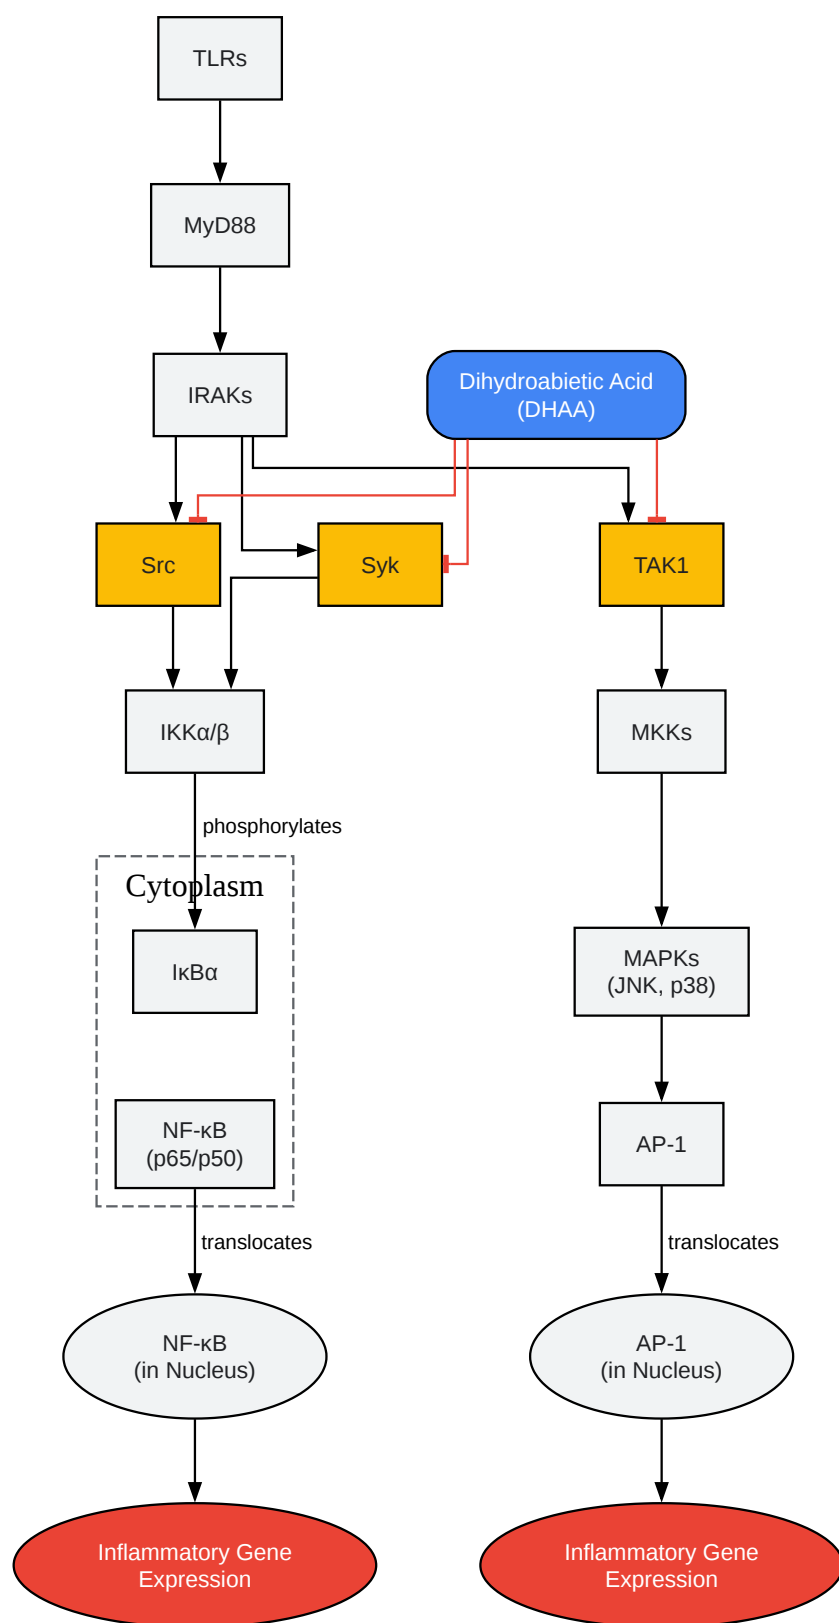 TLRs
MyD88
IRAKs
Dihydroabietic Acid
(DHAA)
Src
Syk
TAK1
IKKα/β
MKKs
phosphorylates
Cytoplasm
IκBα
MAPKs
(JNK, p38)
NF-κB
(p65/p50)
AP-1
translocates
translocates
NF-κB
(in Nucleus)
AP-1
(in Nucleus)
Inflammatory Gene
Expression
Inflammatory Gene
Expression